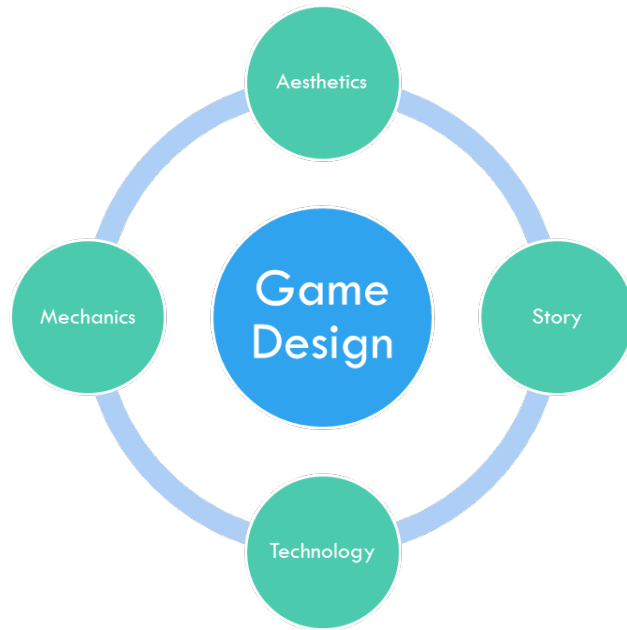 Aesthetics
Game
Design
Mechanics
Story
Technology